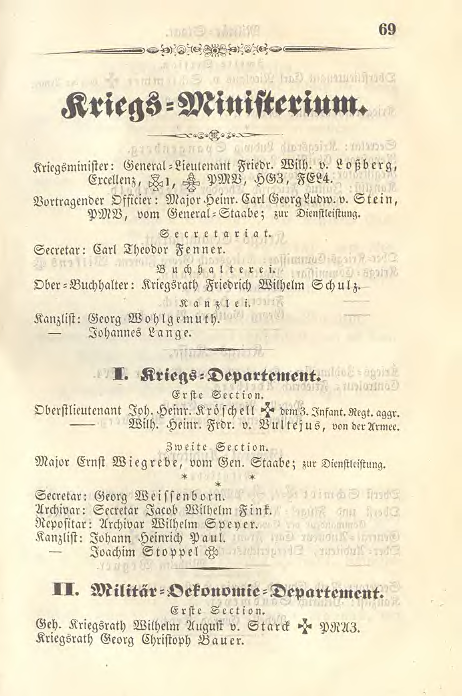 69
Kriegs=Ministerium.
Kriegsminister: General=Lieutenant Friedr. Wilh. v. Loßberg,
Excellenz, 1, PMV, HG3, FEL4.
Vortragender Officier: Major Heinr. Carl Georg Ludw. v. Stein,
PMV, vom General=Staabe; zur Dienstleistung.
Secretariat.
Secretar: Carl Theodor Fenner.
Buchhalterei.
Ober=Buchhalter: Kriegsrath Friedrich Wilhelm Schulz.
Kanzlei.
Kanzlist: Georg Wohlgemuth.
— Johannes Lange.
I. Kriegs=Departement.
Erste Section.
Oberstlieutenant Joh. Heinr. Kröschell dem 3. Infant. Regt. aggr.
— Wilh. Heinr. Frdr. v. Bultejus, von der Armee.
Zweite Section.
Major Ernst Wiegrebe, vom Gen. Staabe; zur Dienstleistung.
* * *
Secretar: Georg Weissenborn.
Archivar: Secretar Jacob Wilhelm Fink.
Repositar: Archivar Wilhelm Speyer.
Kanzlist: Johann Heinrich Paul.
— Joachim Stoppel
II. Militär=Oekonomie=Departement.
Erste Section.
Geh. Kriegsrath Wilhelm August v. Starck PRA3.
Kriegsrath Georg Christoph Bauer.